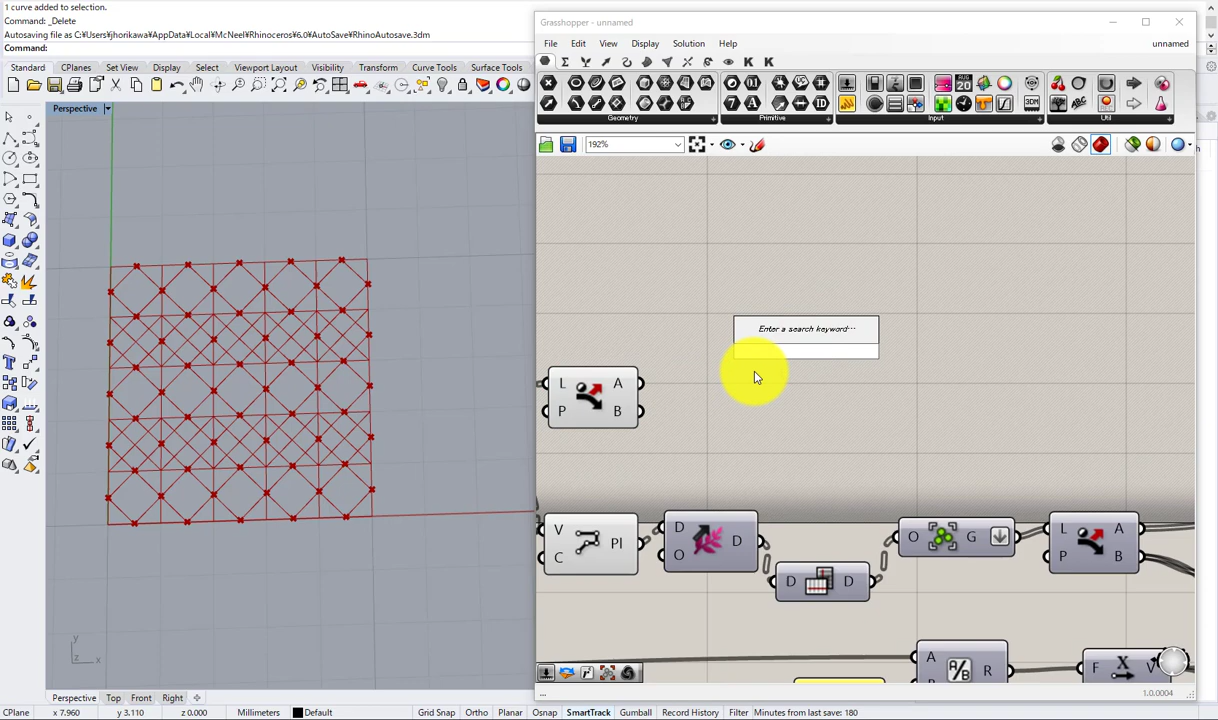 1 curve added to selection.
Command: _Delete
Autosaving file as C:¥Users¥jhorikawa¥AppData¥Local¥McNeel¥Rhinoceros¥6.0¥AutoSave¥RhinoAutosave.3dm
Command:
Standard CPlanes Set View Display Select Viewport Layout Visibility Transform Curve Tools Surface Tools
Perspective
Grasshopper - unnamed
File Edit View Display Solution Help unnamed
Geometry Primitive Input Util
192%
Enter a search keyword...
L A
P B
V Pl
C
D D
O
D D
O G
L A
P B
A
A/B R
F X V
1.0.0004
y
z x
Perspective Top Front Right
CPlane x 7.960 y 3.110 z 0.000 Millimeters Default Grid Snap Ortho Planar Osnap SmartTrack Gumball Record History Filter Minutes from last save: 180